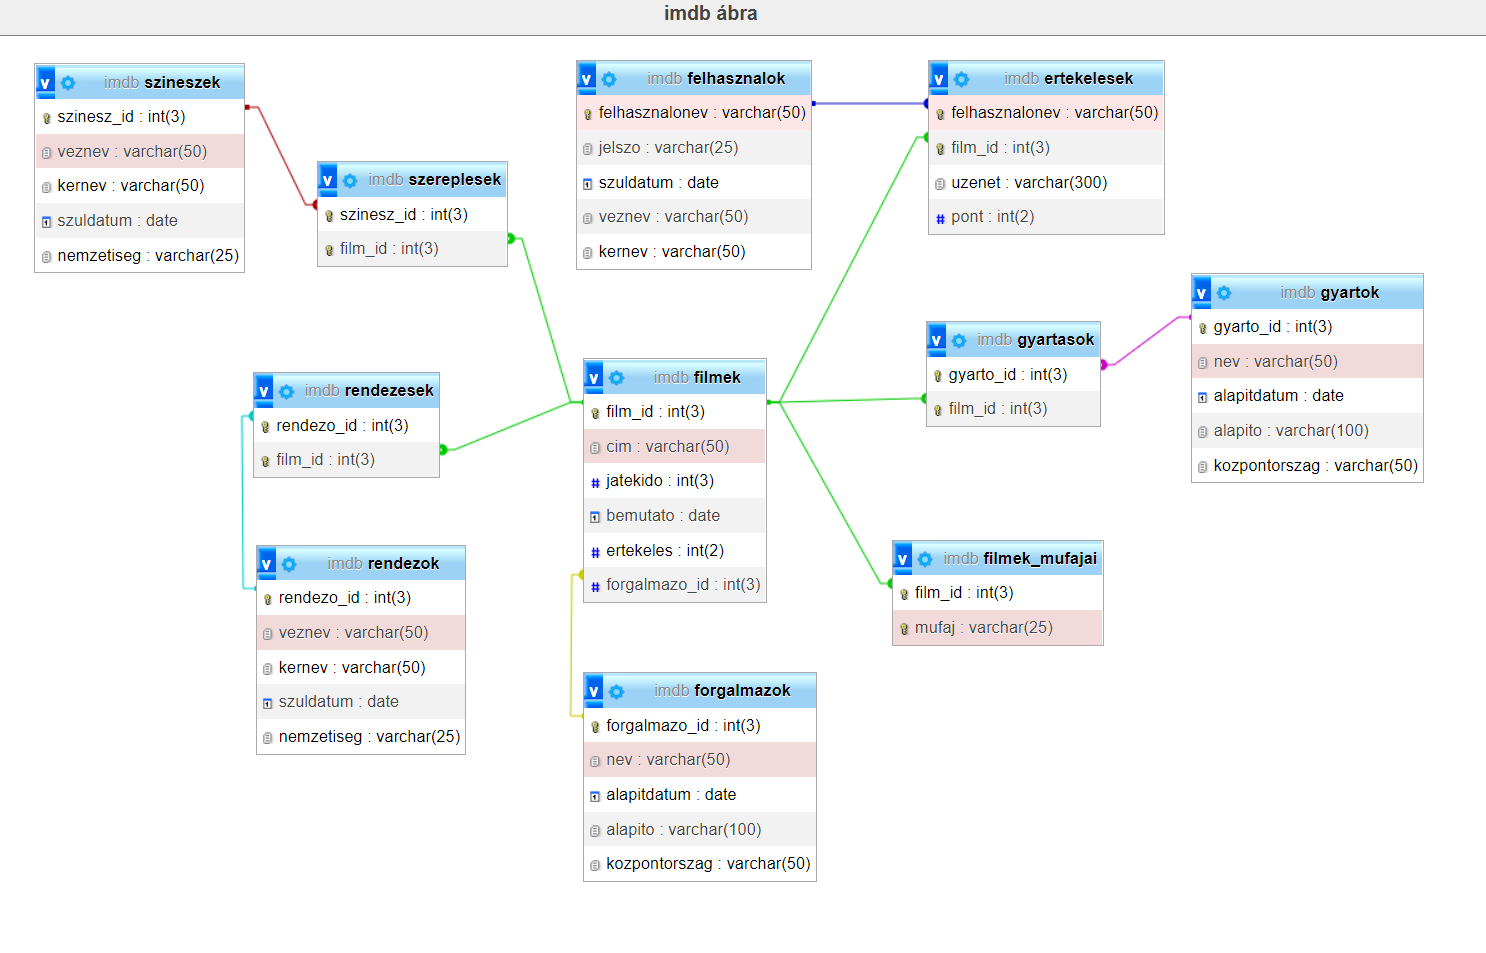 imdb ábra
imdb szineszek
szinesz_id : int(3)
veznev : varchar(50)
kernev : varchar(50)
szuldatum : date
nemzetiseg : varchar(25)
imdb szereplesek
szinesz_id : int(3)
film_id : int(3)
imdb felhasznalok
felhasznalonev : varchar(50)
jelszo : varchar(25)
szuldatum : date
veznev : varchar(50)
kernev : varchar(50)
imdb ertekelesek
felhasznalonev : varchar(50)
film_id : int(3)
uzenet : varchar(300)
pont : int(2)
imdb gyartok
gyarto_id : int(3)
nev : varchar(50)
alapitdatum : date
alapito : varchar(100)
kozpontorszag : varchar(50)
imdb gyartasok
gyarto_id : int(3)
film_id : int(3)
imdb filmek
film_id : int(3)
cim : varchar(50)
jatekido : int(3)
bemutato : date
ertekeles : int(2)
forgalmazo_id : int(3)
imdb rendezesek
rendezo_id : int(3)
film_id : int(3)
imdb rendezok
rendezo_id : int(3)
veznev : varchar(50)
kernev : varchar(50)
szuldatum : date
nemzetiseg : varchar(25)
imdb filmek_mufajai
film_id : int(3)
mufaj : varchar(25)
imdb forgalmazok
forgalmazo_id : int(3)
nev : varchar(50)
alapitdatum : date
alapito : varchar(100)
kozpontorszag : varchar(50)